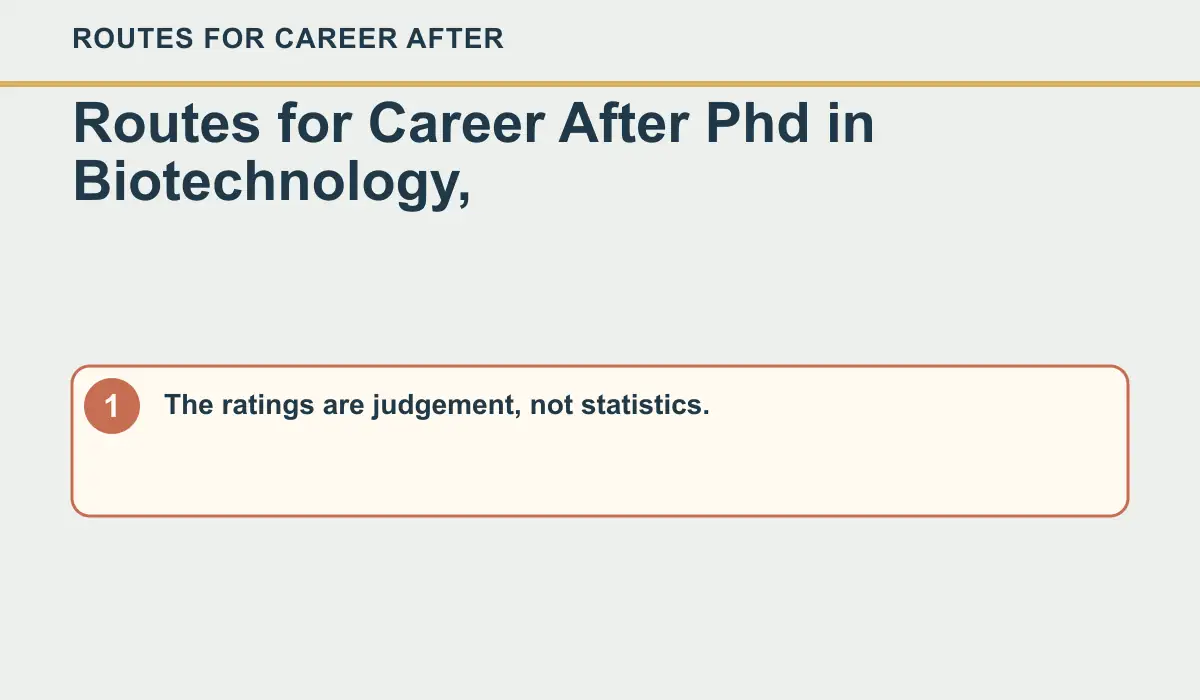 ROUTES FOR CAREER AFTER
Routes for Career After Phd in
Biotechnology,
1
The ratings are judgement, not statistics.